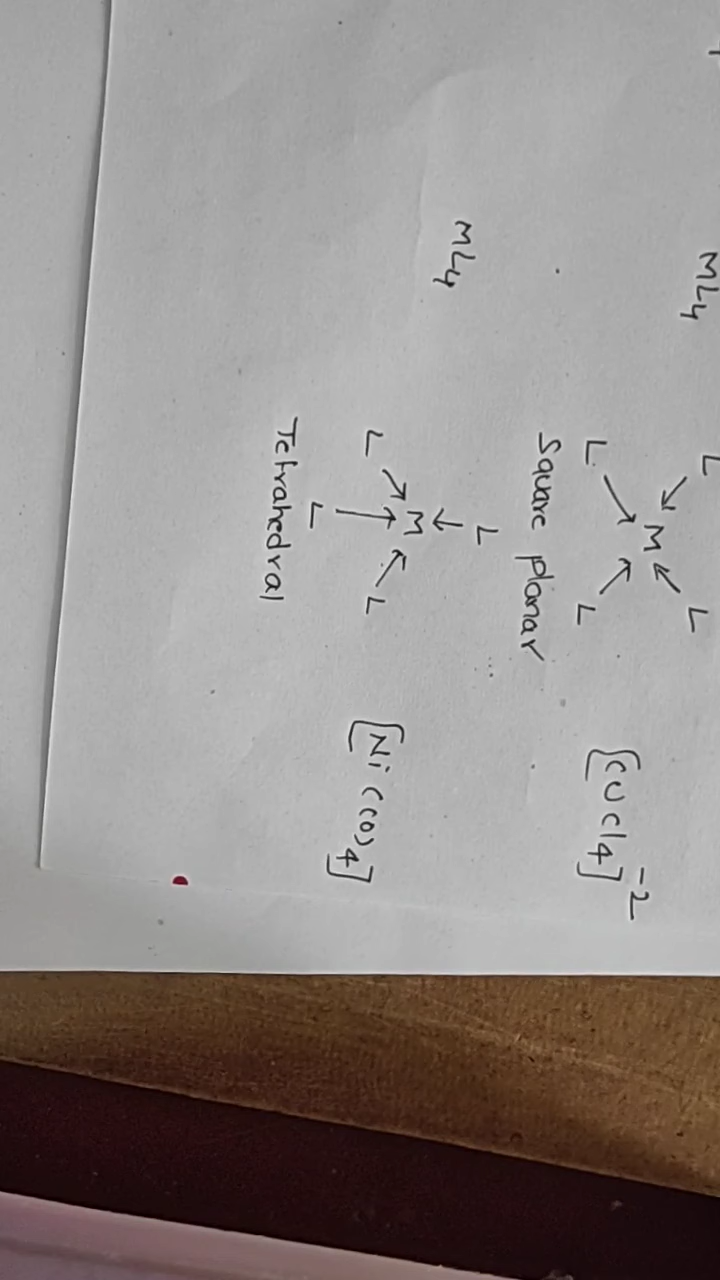 ML4
L L
M
L L
Square planar
[CuCl4]-2
ML4
L
M
L L
L
Tetrahedral
[Ni(CO)4]